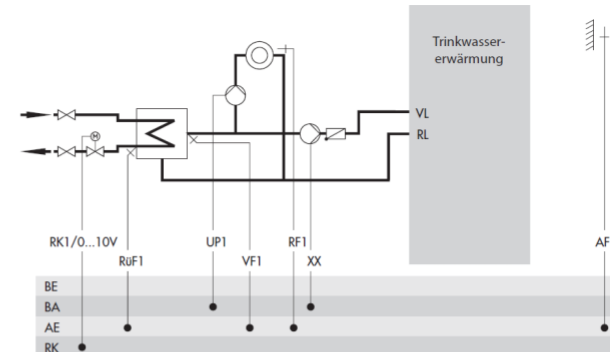 Trinkwasser-
erwärmung
M
VL
RL
RK1/0...10V
UP1
RF1
AF
RüF1
VF1
XX
BE
BA
AE
RK